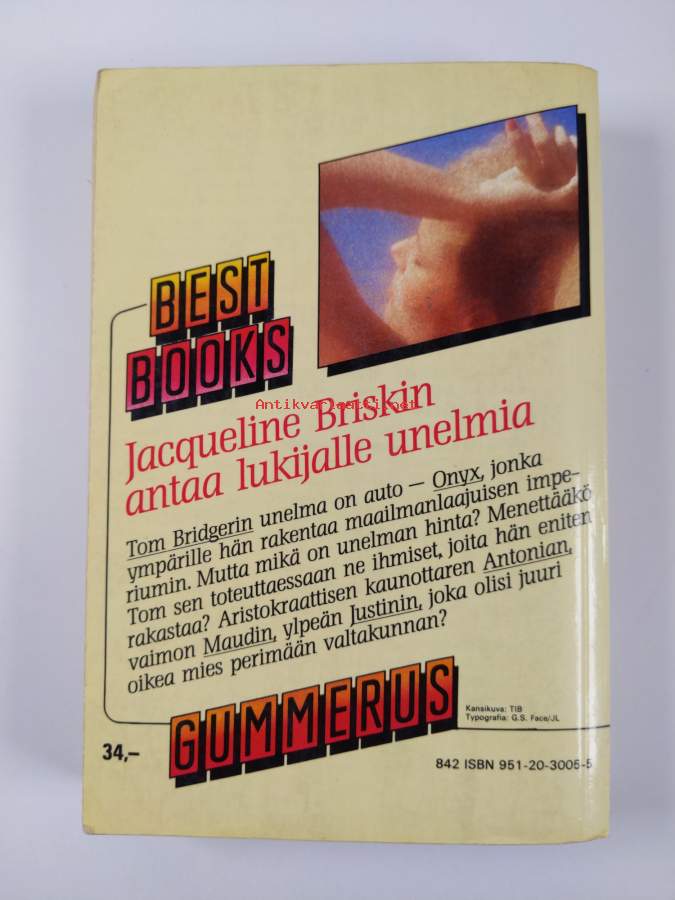 BEST
BOOKS
Antikvariaatti.net
Jacqueline Briskin
antaa lukijalle unelmia
Tom Bridgerin unelma on auto – Onyx, jonka
ympärille hän rakentaa maailmanlaajuisen impe-
riumin. Mutta mikä on unelman hinta? Menettääkö
Tom sen toteuttaessaan ne ihmiset, joita hän eniten
rakastaa? Aristokraattisen kaunottaren Antonian,
vaimon Maudin, ylpeän Justinin, joka olisi juuri
oikea mies perimään valtakunnan?
GUMMERUS
Kansikuva: TIB
Typografia: G.S. Face/JL
34,–
842 ISBN 951-20-3005-5